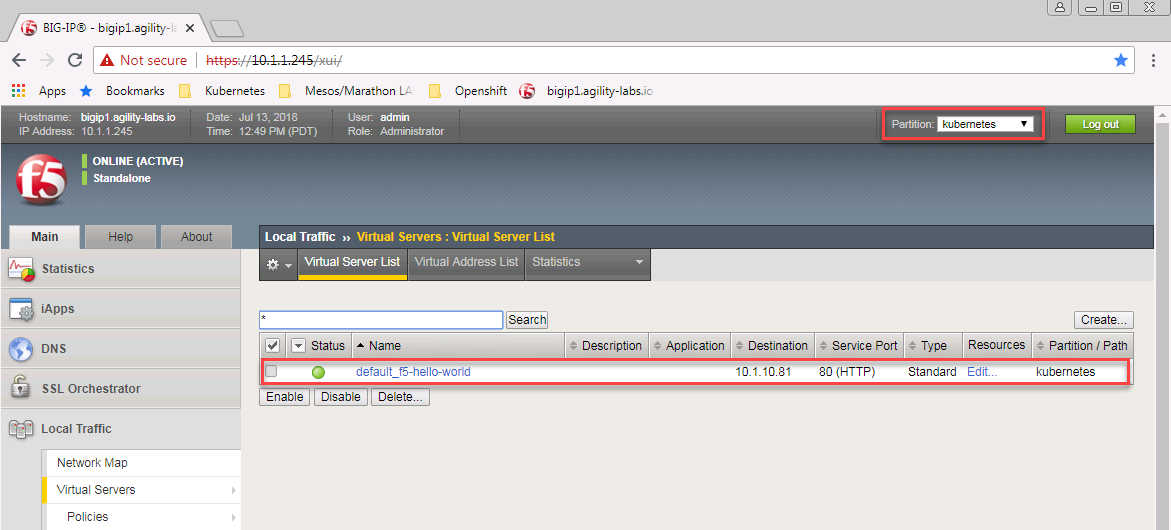 BIG-IP® - bigip1.agility-la
Not secure https://10.1.1.245/xui/
Apps Bookmarks Kubernetes Mesos/Marathon LA Openshift bigip1.agility-labs.io
Hostname: bigip1.agility-labs.io Date: Jul 13, 2018 User: admin Partition: kubernetes Log out
IP Address: 10.1.1.245 Time: 12:49 PM (PDT) Role: Administrator
f5
ONLINE (ACTIVE)
Standalone
Main Help About
Local Traffic ›› Virtual Servers : Virtual Server List
Virtual Server List Virtual Address List Statistics
Statistics
iApps
DNS
SSL Orchestrator
Local Traffic
Network Map
Virtual Servers
Policies
* Search Create...
Status Name Description Application Destination Service Port Type Resources Partition / Path
default_f5-hello-world 10.1.10.81 80 (HTTP) Standard Edit... kubernetes
Enable Disable Delete...